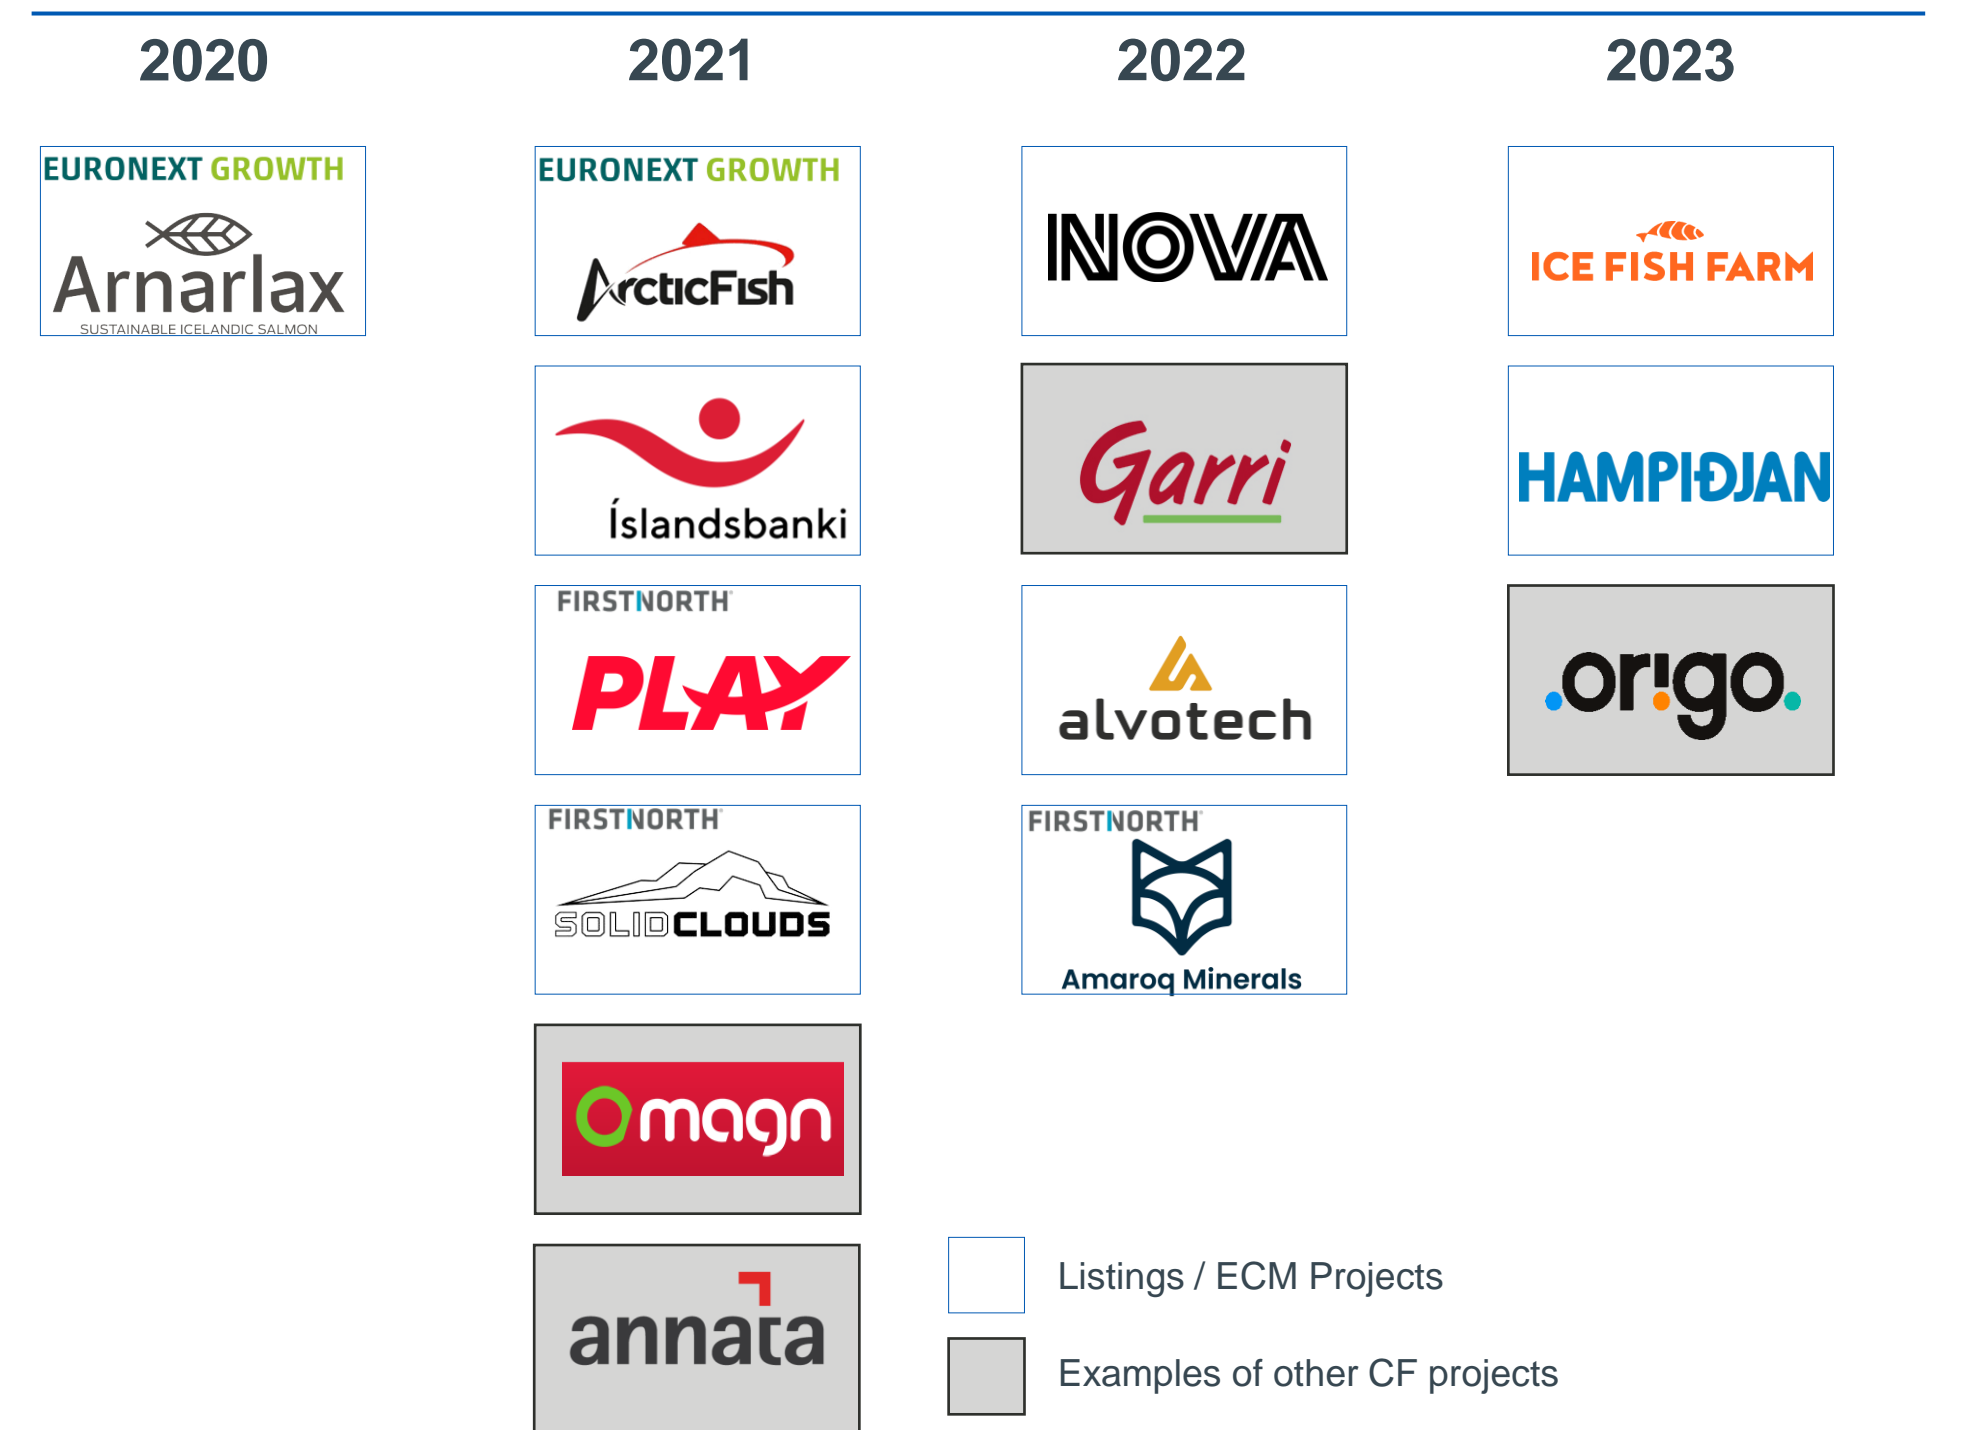 2020 2021 2022 2023
EURONEXT GROWTH
Arnarlax
SUSTAINABLE ICELANDIC SALMON
EURONEXT GROWTH
ArcticFish
Íslandsbanki
FIRSTNORTH
PLAY
FIRSTNORTH
SOLIDCLOUDS
magn
annata
NOVA
Garri
alvotech
FIRSTNORTH
Amaroq Minerals
ICE FISH FARM
HAMPIÐJAN
origo
Listings / ECM Projects
Examples of other CF projects